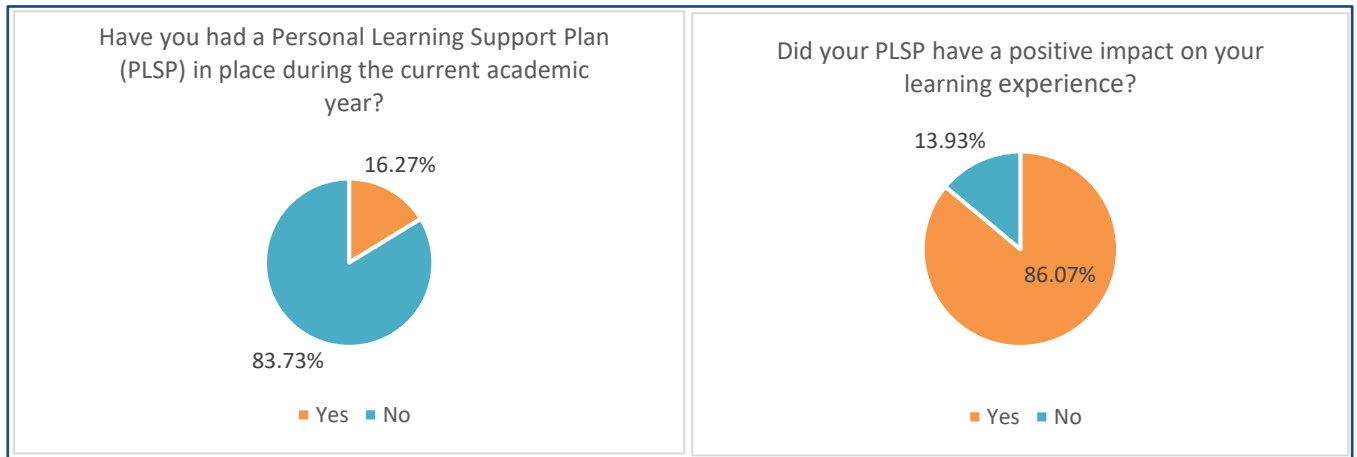 Have you had a Personal Learning Support Plan
(PLSP) in place during the current academic
year?
16.27%
83.73%
Yes No
Did your PLSP have a positive impact on your
learning experience?
13.93%
86.07%
Yes No